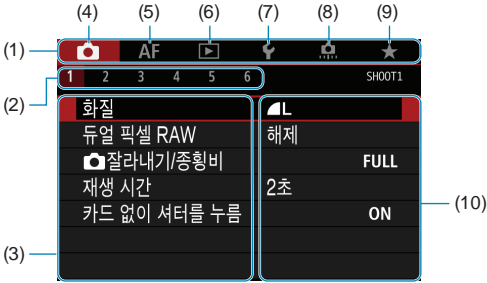 (4) (5) (6) (7) (8) (9)
(1) AF
(2) 1 2 3 4 5 6 SHOOT1
화질 L
듀얼 픽셀 RAW 해제
잘라내기/종횡비 FULL
재생 시간 2초
(10)
카드 없이 셔터를 누름 ON
(3)